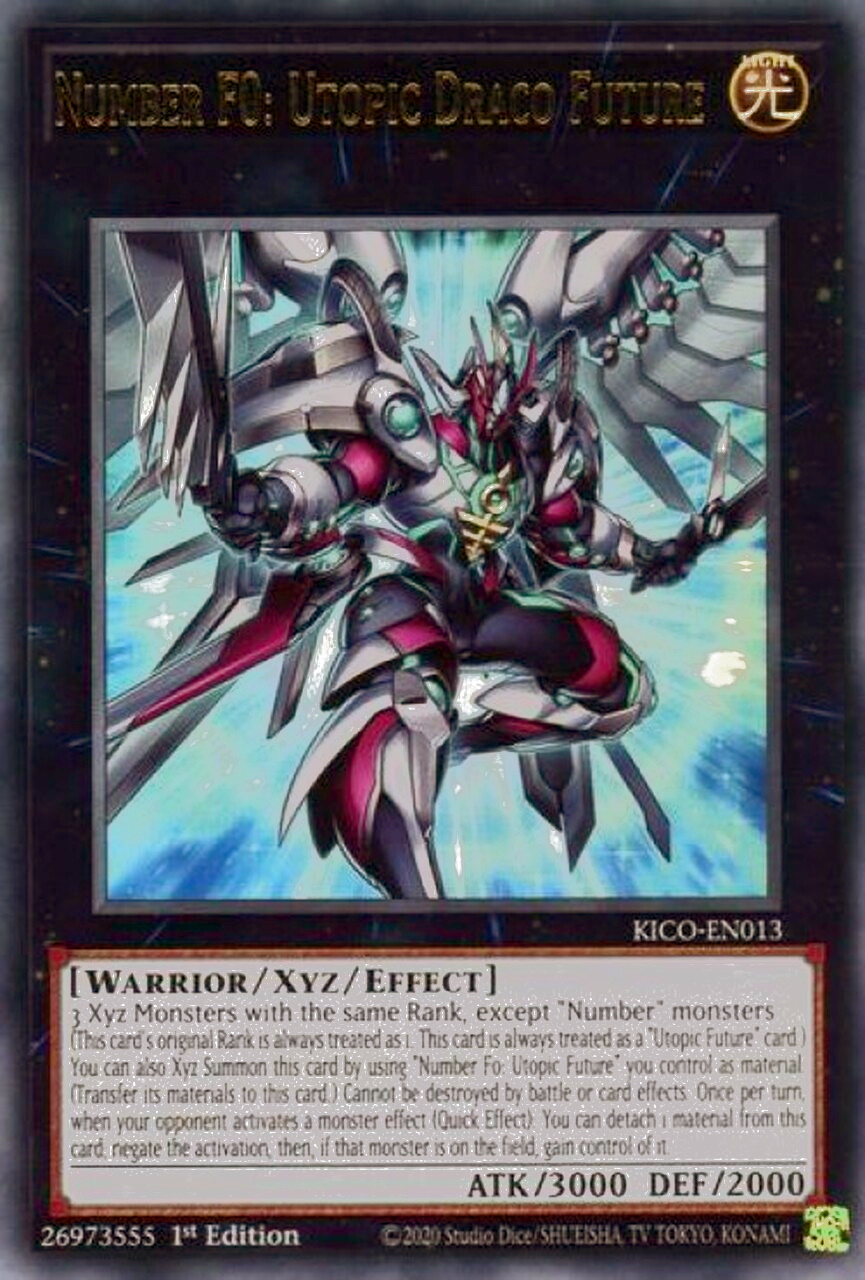 NUMBER F0: UTOPIC DRACO FUTURE
LIGHT
光
KICO-EN013
[WARRIOR/XYZ/EFFECT]
3 Xyz Monsters with the same Rank, except "Number" monsters
(This card's original Rank is always treated as 1. This card is always treated as a "Utopic Future" card.)
You can also Xyz Summon this card by using "Number F0: Utopic Future" you control as material.
(Transfer its materials to this card.) Cannot be destroyed by battle or card effects. Once per turn,
when your opponent activates a monster effect (Quick Effect): You can detach 1 material from this
card; negate the activation, then, if that monster is on the field, gain control of it.
ATK/3000 DEF/2000
26973555 1st Edition
©2020 Studio Dice/SHUEISHA, TV TOKYO, KONAMI